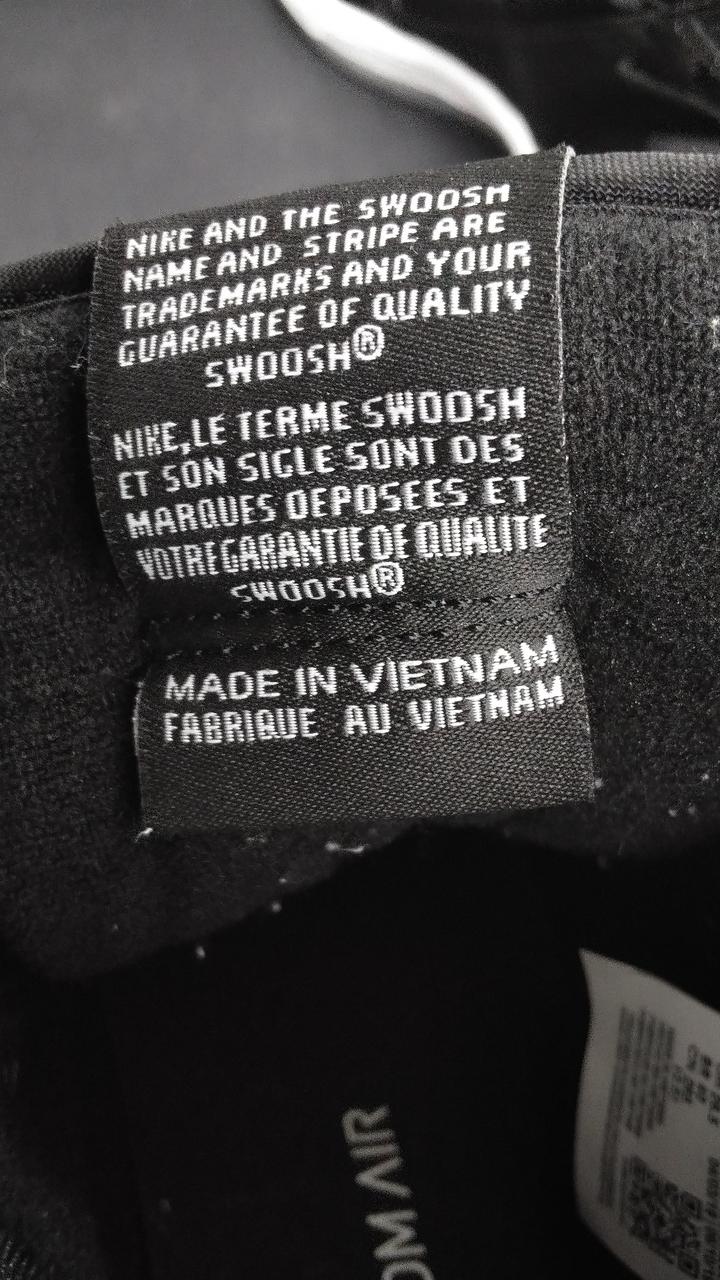 NIKE AND THE SWOOSH
NAME AND STRIPE ARE
TRADEMARKS AND YOUR
GUARANTEE OF QUALITY
SWOOSH®
NIKE, LE TERME SWOOSH
ET SON SIGLE SONT DES
MARQUES DEPOSEES ET
VOTRE GARANTIE DE QUALITE
SWOOSH®
MADE IN VIETNAM
FABRIQUE AU VIETNAM
OM AIR